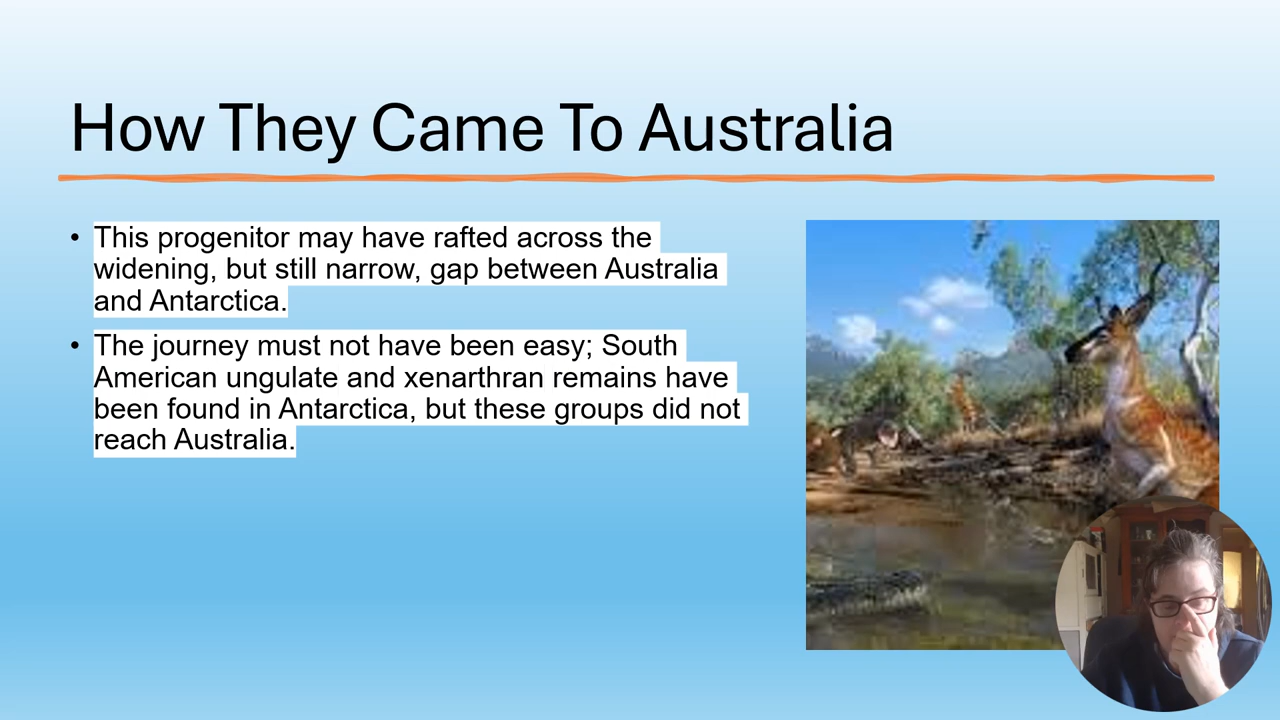 How They Came To Australia
• This progenitor may have rafted across the
widening, but still narrow, gap between Australia
and Antarctica.
• The journey must not have been easy; South
American ungulate and xenarthran remains have
been found in Antarctica, but these groups did not
reach Australia.